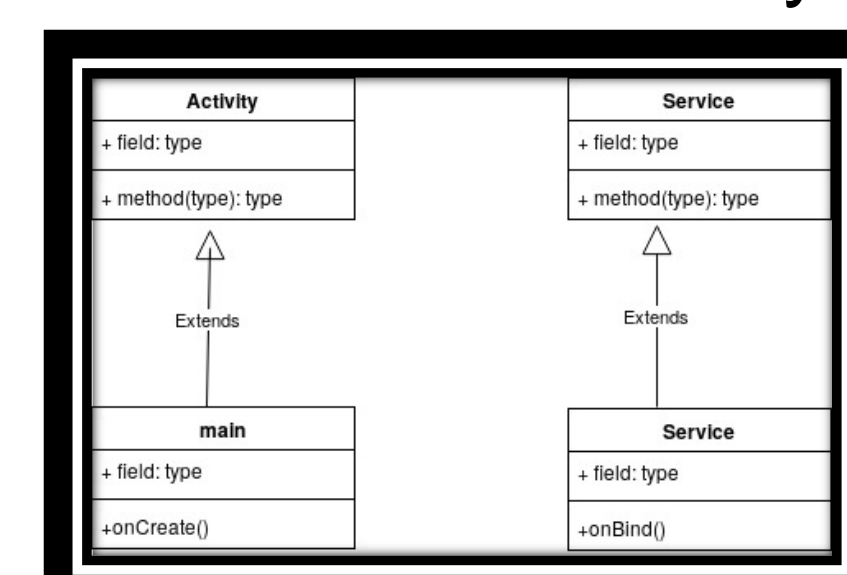 Activity
+ field: type
+ method(type): type
Extends
main
+ field: type
+onCreate()
Service
+ field: type
+ method(type): type
Extends
Service
+ field: type
+onBind()